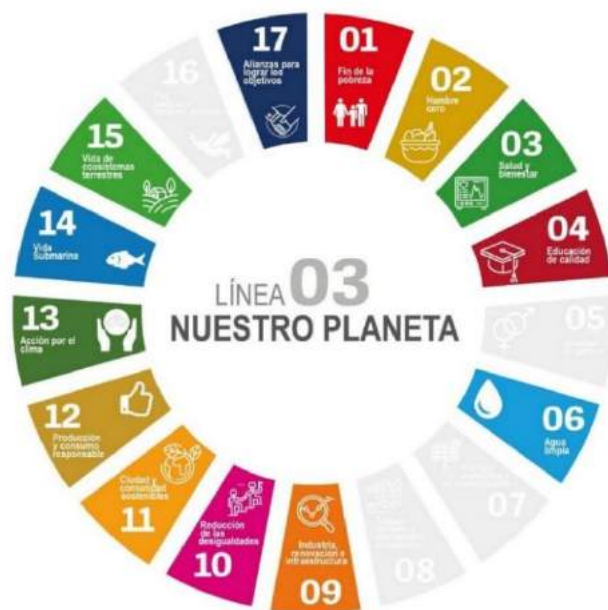 LÍNEA 03
NUESTRO PLANETA
01
Fin de la
pobreza
02
Hambre
cero
03
Salud y
bienestar
04
Educación
de calidad
05
06
Agua
limpia
07
08
09
Industria,
renovación e
infraestructura
10
Reducción
de las
desigualdades
11
Ciudad y
comunidad
sostenibles
12
Producción
y consumo
responsable
13
Acción por el
clima
14
Vida
Submarina
15
Vida de
ecosistemas
terrestres
16
17
Alianzas para
lograr los
objetivos